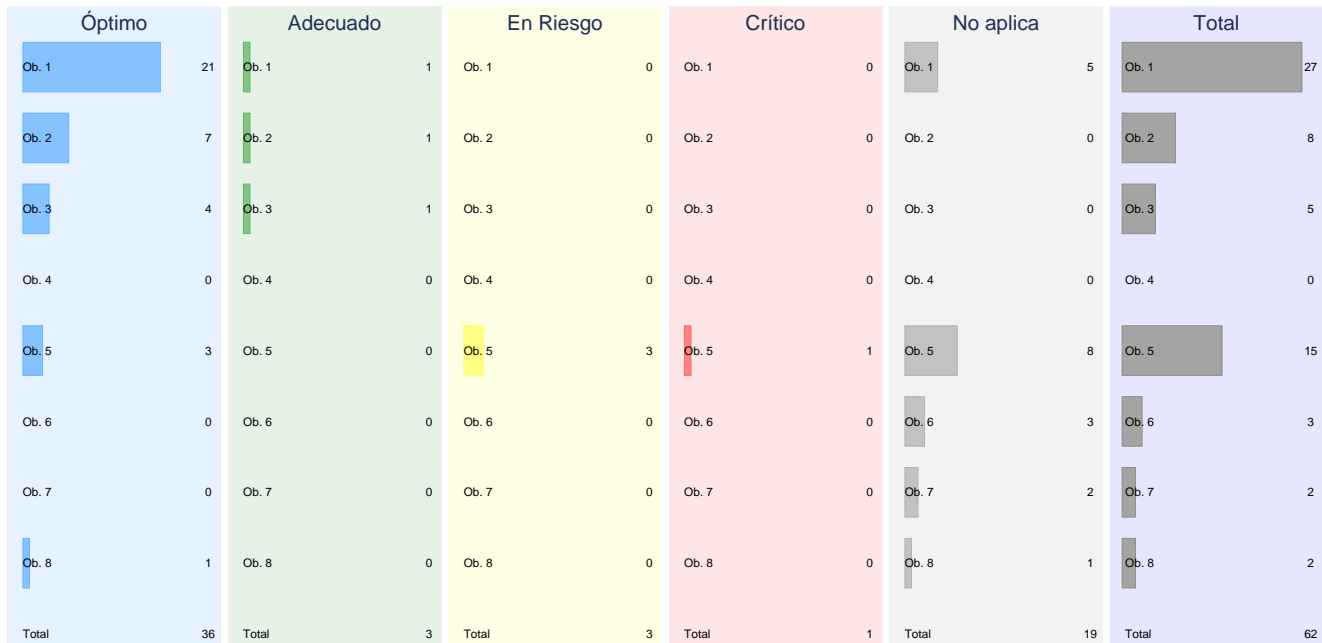 Óptimo Adecuado En Riesgo Crítico No aplica Total
Ob. 1 21 Ob. 1 1 Ob. 1 0 Ob. 1 0 Ob. 1 5 Ob. 1 27
Ob. 2 7 Ob. 2 1 Ob. 2 0 Ob. 2 0 Ob. 2 0 Ob. 2 8
Ob. 3 4 Ob. 3 1 Ob. 3 0 Ob. 3 0 Ob. 3 0 Ob. 3 5
Ob. 4 0 Ob. 4 0 Ob. 4 0 Ob. 4 0 Ob. 4 0 Ob. 4 0
Ob. 5 3 Ob. 5 0 Ob. 5 3 Ob. 5 1 Ob. 5 8 Ob. 5 15
Ob. 6 0 Ob. 6 0 Ob. 6 0 Ob. 6 0 Ob. 6 3 Ob. 6 3
Ob. 7 0 Ob. 7 0 Ob. 7 0 Ob. 7 0 Ob. 7 2 Ob. 7 2
Ob. 8 1 Ob. 8 0 Ob. 8 0 Ob. 8 0 Ob. 8 1 Ob. 8 2
Total 36 Total 3 Total 3 Total 1 Total 19 Total 62